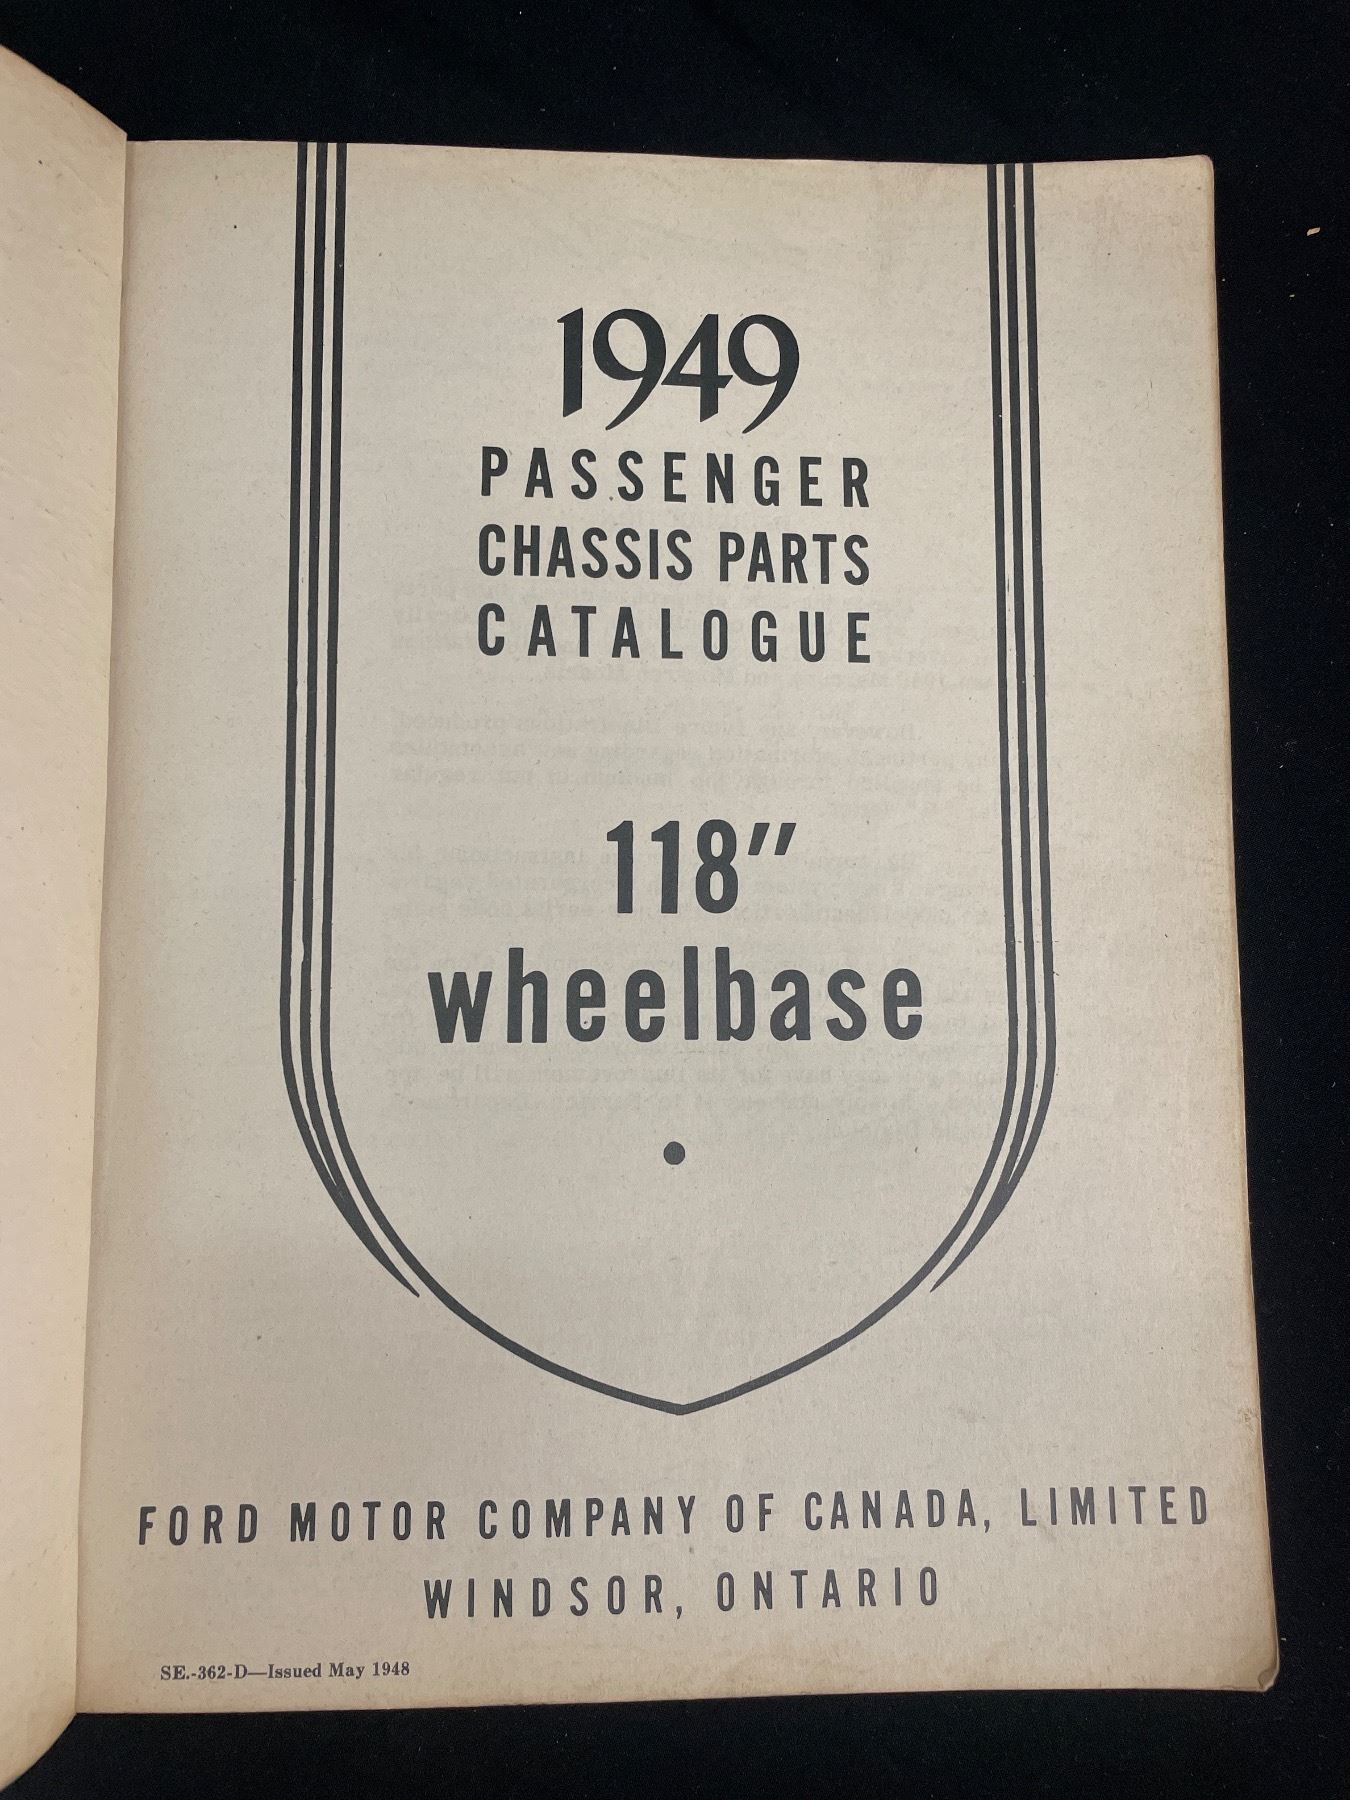 1949
PASSENGER
CHASSIS PARTS
CATALOGUE
118″
wheelbase
•
FORD MOTOR COMPANY OF CANADA, LIMITED
WINDSOR, ONTARIO
SE.-362-D—Issued May 1948